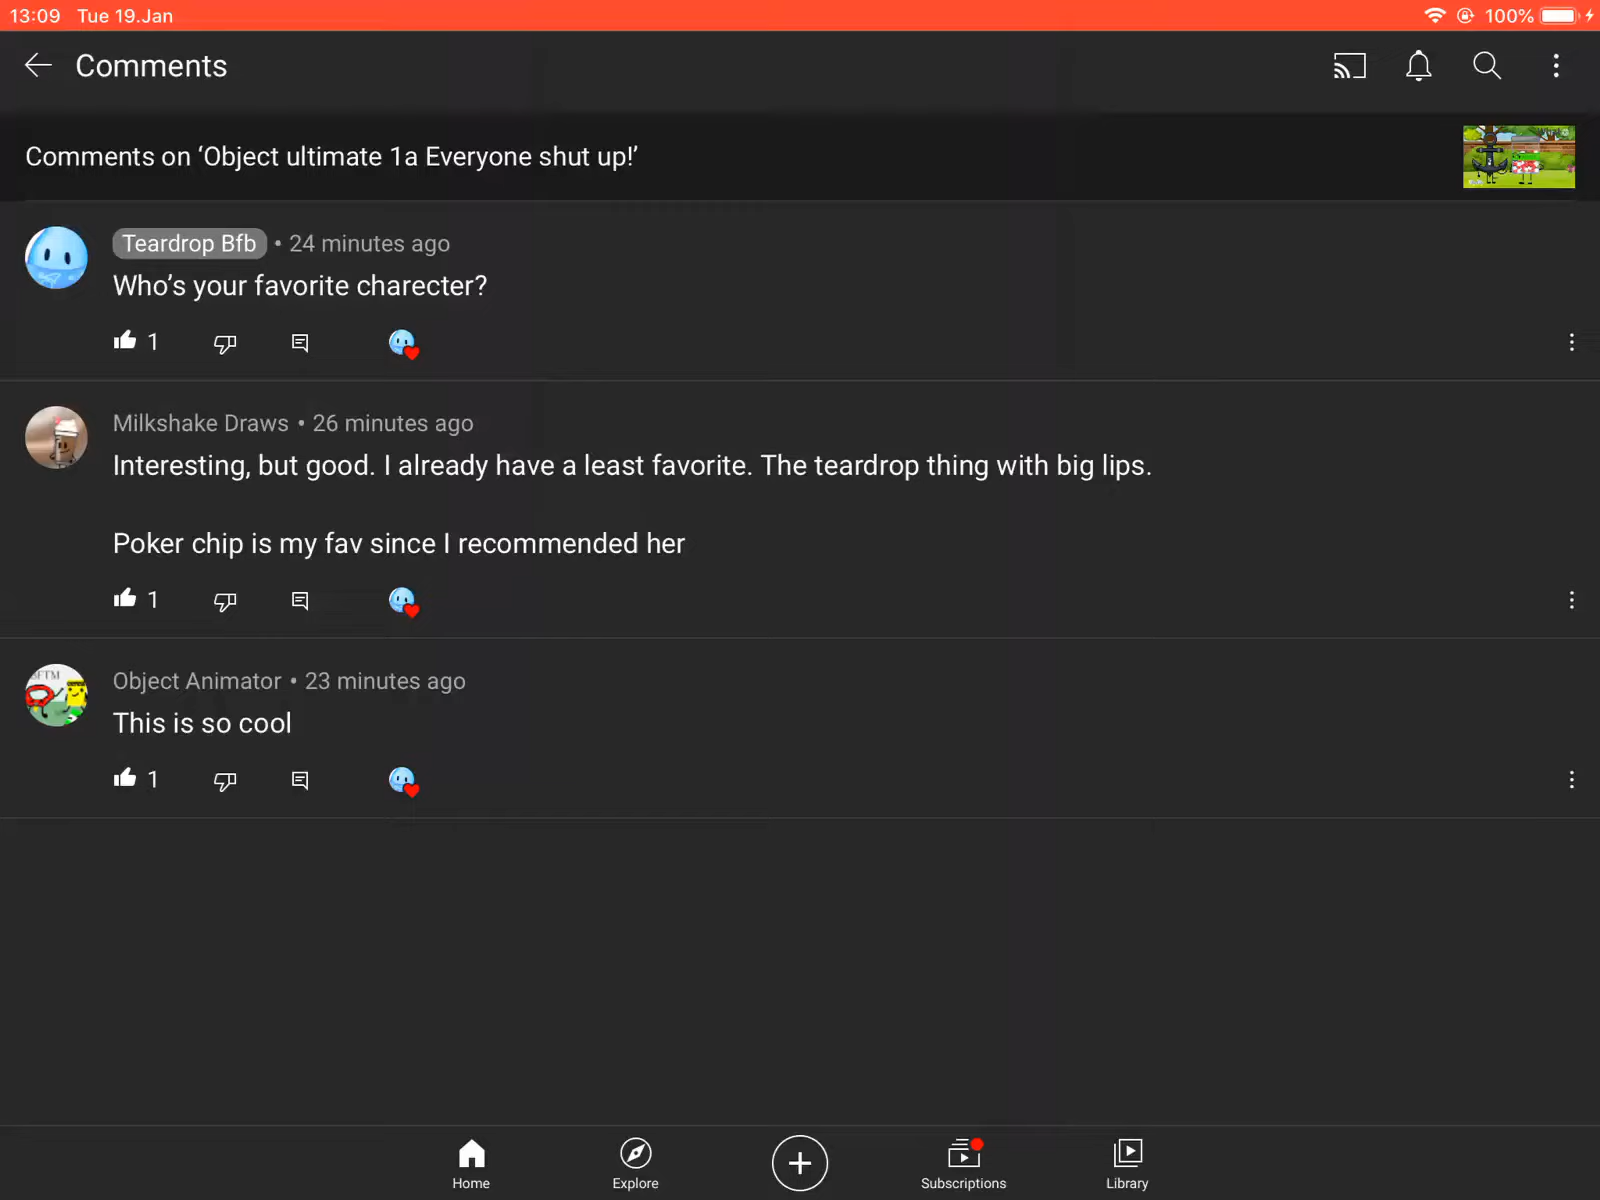 13:09 Tue 19.Jan 100%
Comments
Comments on ‘Object ultimate 1a Everyone shut up!’
Teardrop Bfb • 24 minutes ago
Who’s your favorite charecter?
1
Milkshake Draws • 26 minutes ago
Interesting, but good. I already have a least favorite. The teardrop thing with big lips.
Poker chip is my fav since I recommended her
1
Object Animator • 23 minutes ago
This is so cool
1
Home Explore Subscriptions Library